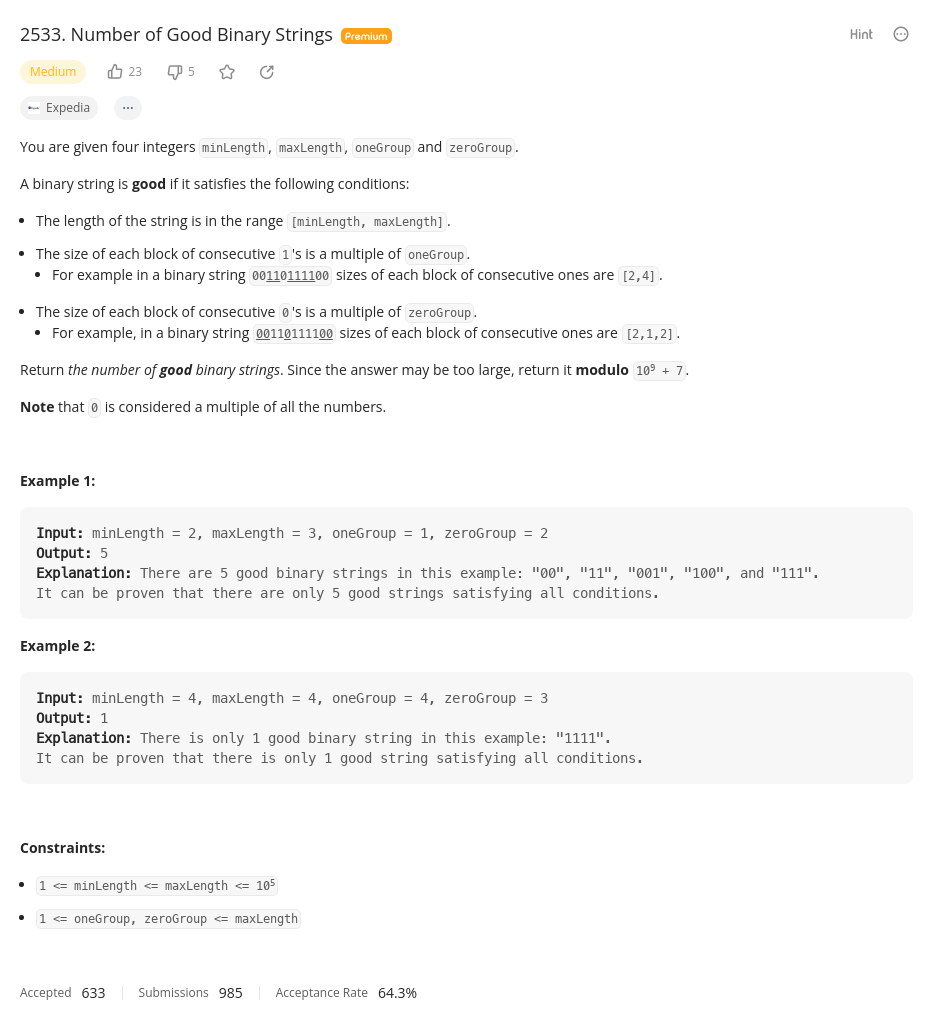 2533. Number of Good Binary Strings Premium Hint
Medium 23 5
Expedia
You are given four integers minLength, maxLength, oneGroup and zeroGroup.
A binary string is good if it satisfies the following conditions:
• The length of the string is in the range [minLength, maxLength].
• The size of each block of consecutive 1's is a multiple of oneGroup.
• For example in a binary string 00110111100 sizes of each block of consecutive ones are [2,4].
• The size of each block of consecutive 0's is a multiple of zeroGroup.
• For example, in a binary string 00110111100 sizes of each block of consecutive ones are [2,1,2].
Return the number of good binary strings. Since the answer may be too large, return it modulo 10⁹ + 7.
Note that 0 is considered a multiple of all the numbers.
Example 1:
Input: minLength = 2, maxLength = 3, oneGroup = 1, zeroGroup = 2
Output: 5
Explanation: There are 5 good binary strings in this example: "00", "11", "001", "100", and "111".
It can be proven that there are only 5 good strings satisfying all conditions.
Example 2:
Input: minLength = 4, maxLength = 4, oneGroup = 4, zeroGroup = 3
Output: 1
Explanation: There is only 1 good binary string in this example: "1111".
It can be proven that there is only 1 good string satisfying all conditions.
Constraints:
• 1 <= minLength <= maxLength <= 10⁵
• 1 <= oneGroup, zeroGroup <= maxLength
Accepted 633 Submissions 985 Acceptance Rate 64.3%